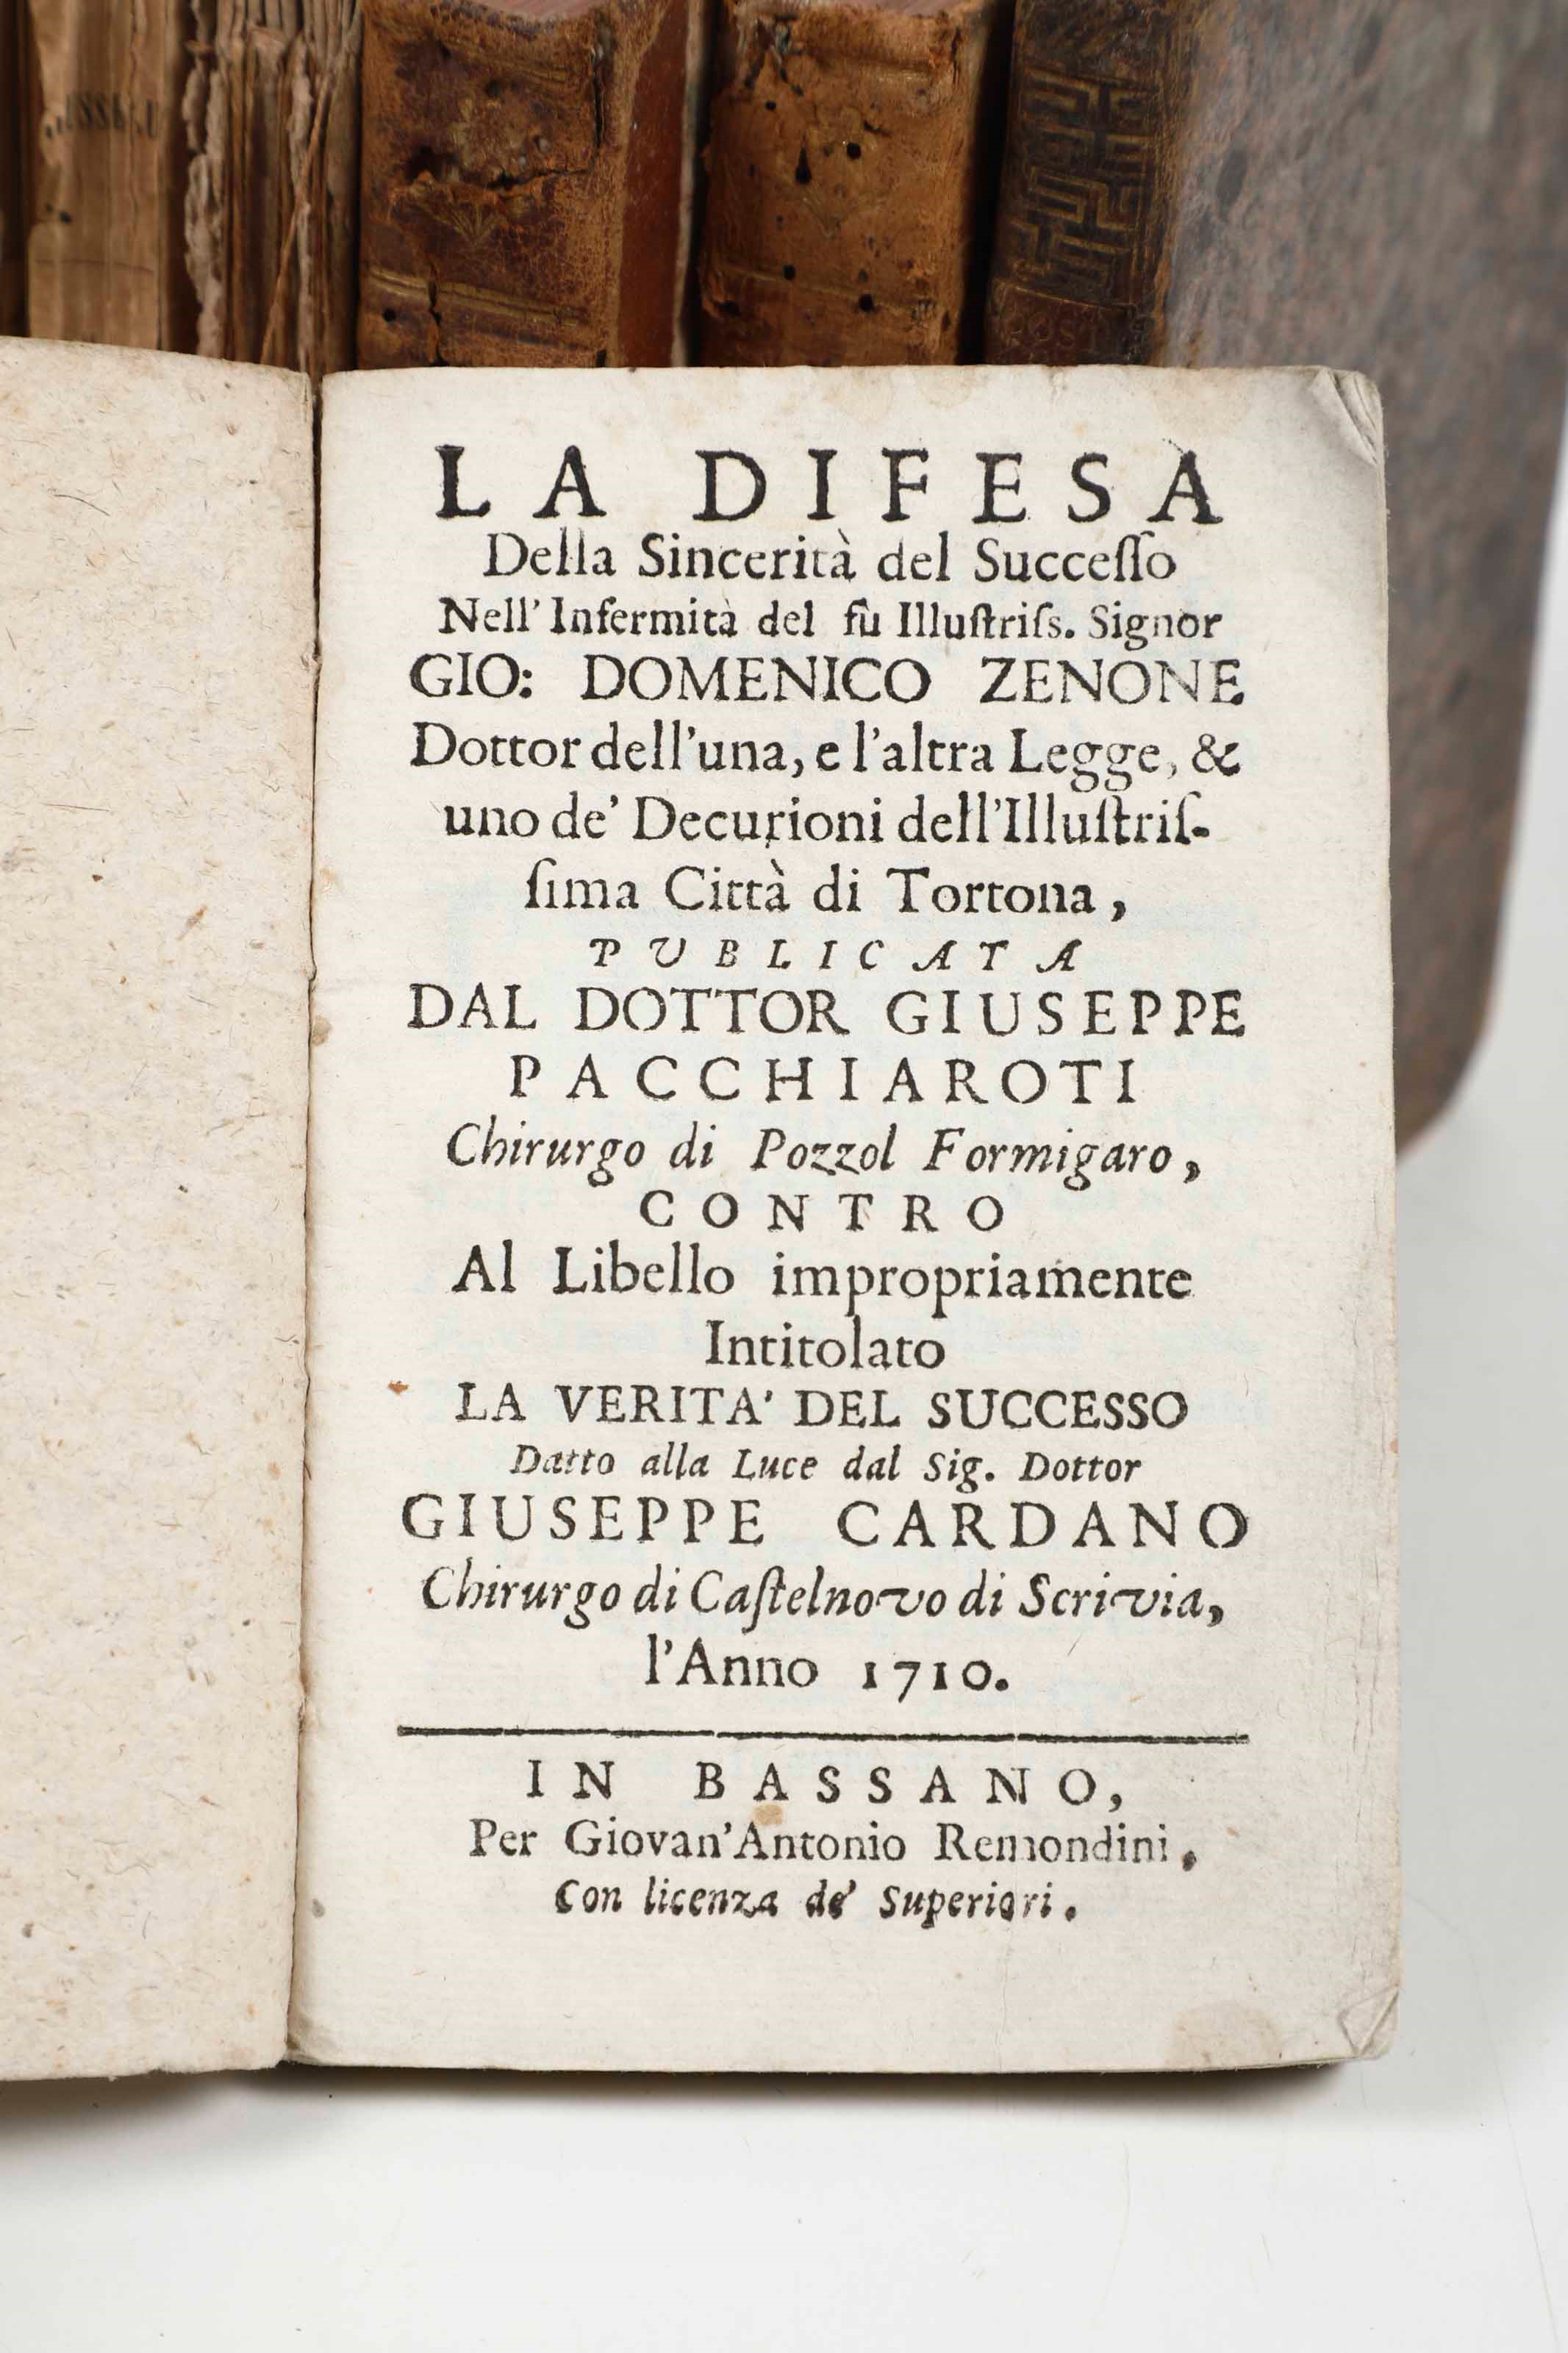 LA DIFESA
Della Sincerità del Succeſſo
Nell' Infermità del fù Illuſtriſs. Signor
GIO: DOMENICO ZENONE
Dottor dell'una, e l'altra Legge, &
uno de' Decurioni dell'Illuſtriſ-
ſima Città di Tortona,
PUBLICATA
DAL DOTTOR GIUSEPPE
PACCHIAROTI
Chirurgo di Pozzol Formigaro,
CONTRO
Al Libello impropriamente
Intitolato
LA VERITA' DEL SUCCESSO
Datto alla Luce dal Sig. Dottor
GIUSEPPE CARDANO
Chirurgo di Caſtelnovo di Scrivia,
l'Anno 1710.
IN BASSANO,
Per Giovan'Antonio Remondini,
Con licenza de' Superiori.